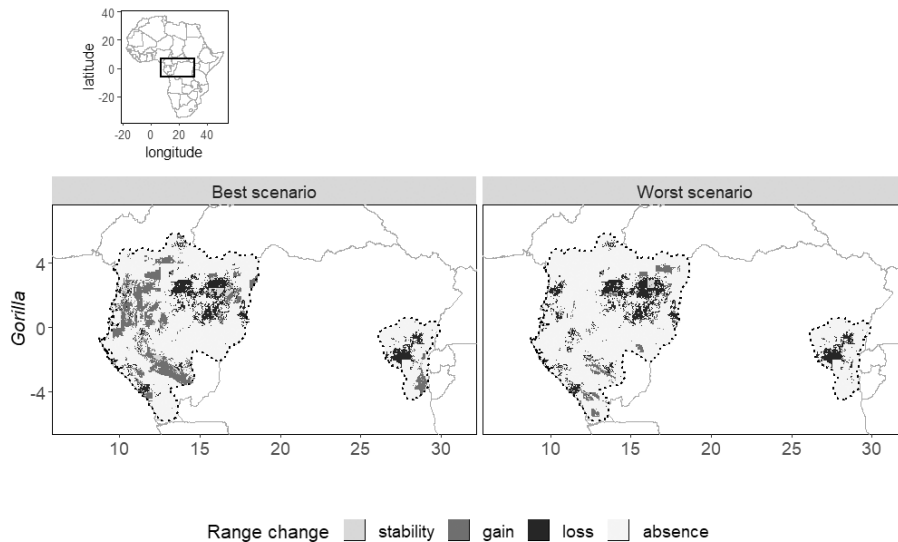 40
20
0
-20
latitude
-20 0 20 40
longitude
Best scenario Worst scenario
Gorilla
4
0
-4
10 15 20 25 30 10 15 20 25 30
Range change stability gain loss absence